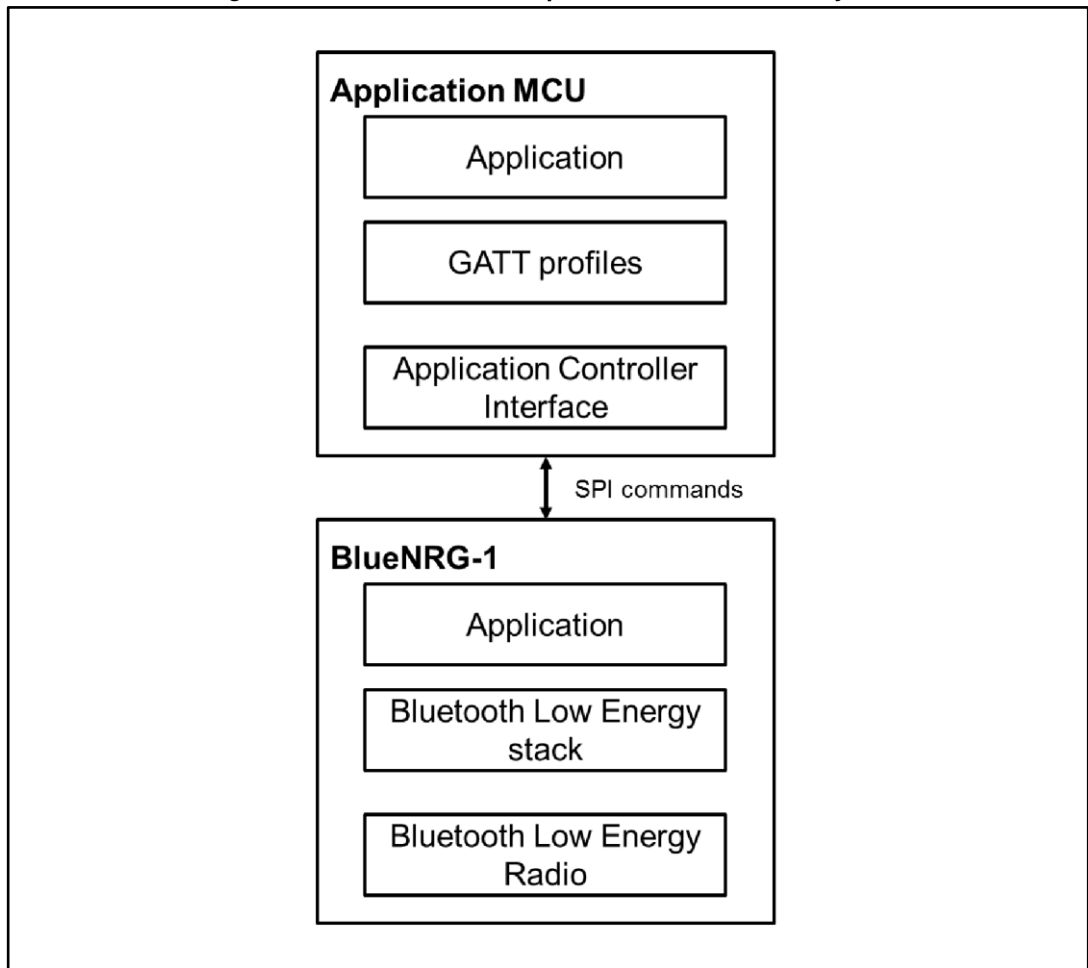 Application MCU
Application
GATT profiles
Application Controller
Interface
SPI commands
BlueNRG-1
Application
Bluetooth Low Energy
stack
Bluetooth Low Energy
Radio